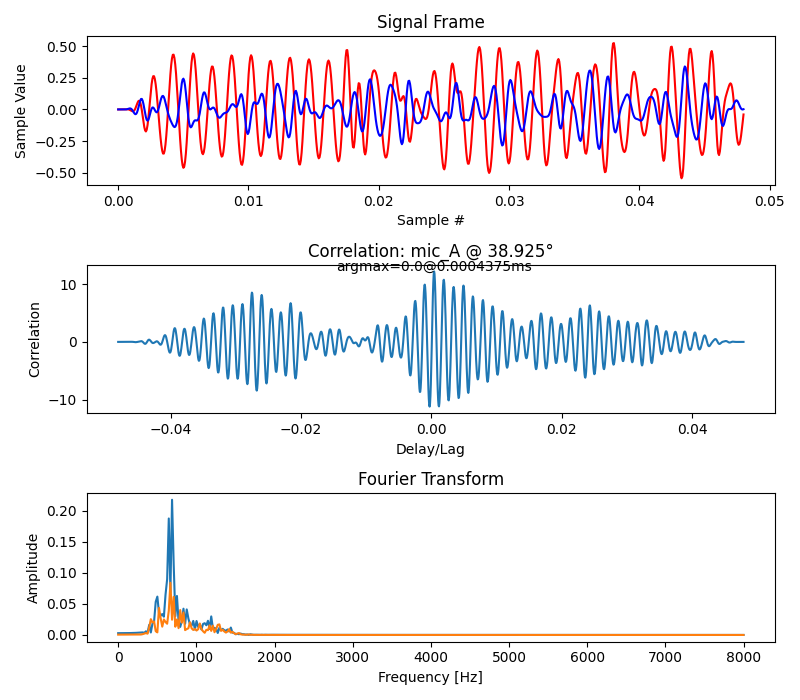 Signal Frame
0.50
0.25
0.00
−0.25
−0.50
Sample Value
0.00 0.01 0.02 0.03 0.04 0.05
Sample #
Correlation: mic_A @ 38.925°
argmax=0.0@0.0004375ms
10
0
−10
Correlation
−0.04 −0.02 0.00 0.02 0.04
Delay/Lag
Fourier Transform
0.20
0.15
0.10
0.05
0.00
Amplitude
0 1000 2000 3000 4000 5000 6000 7000 8000
Frequency [Hz]